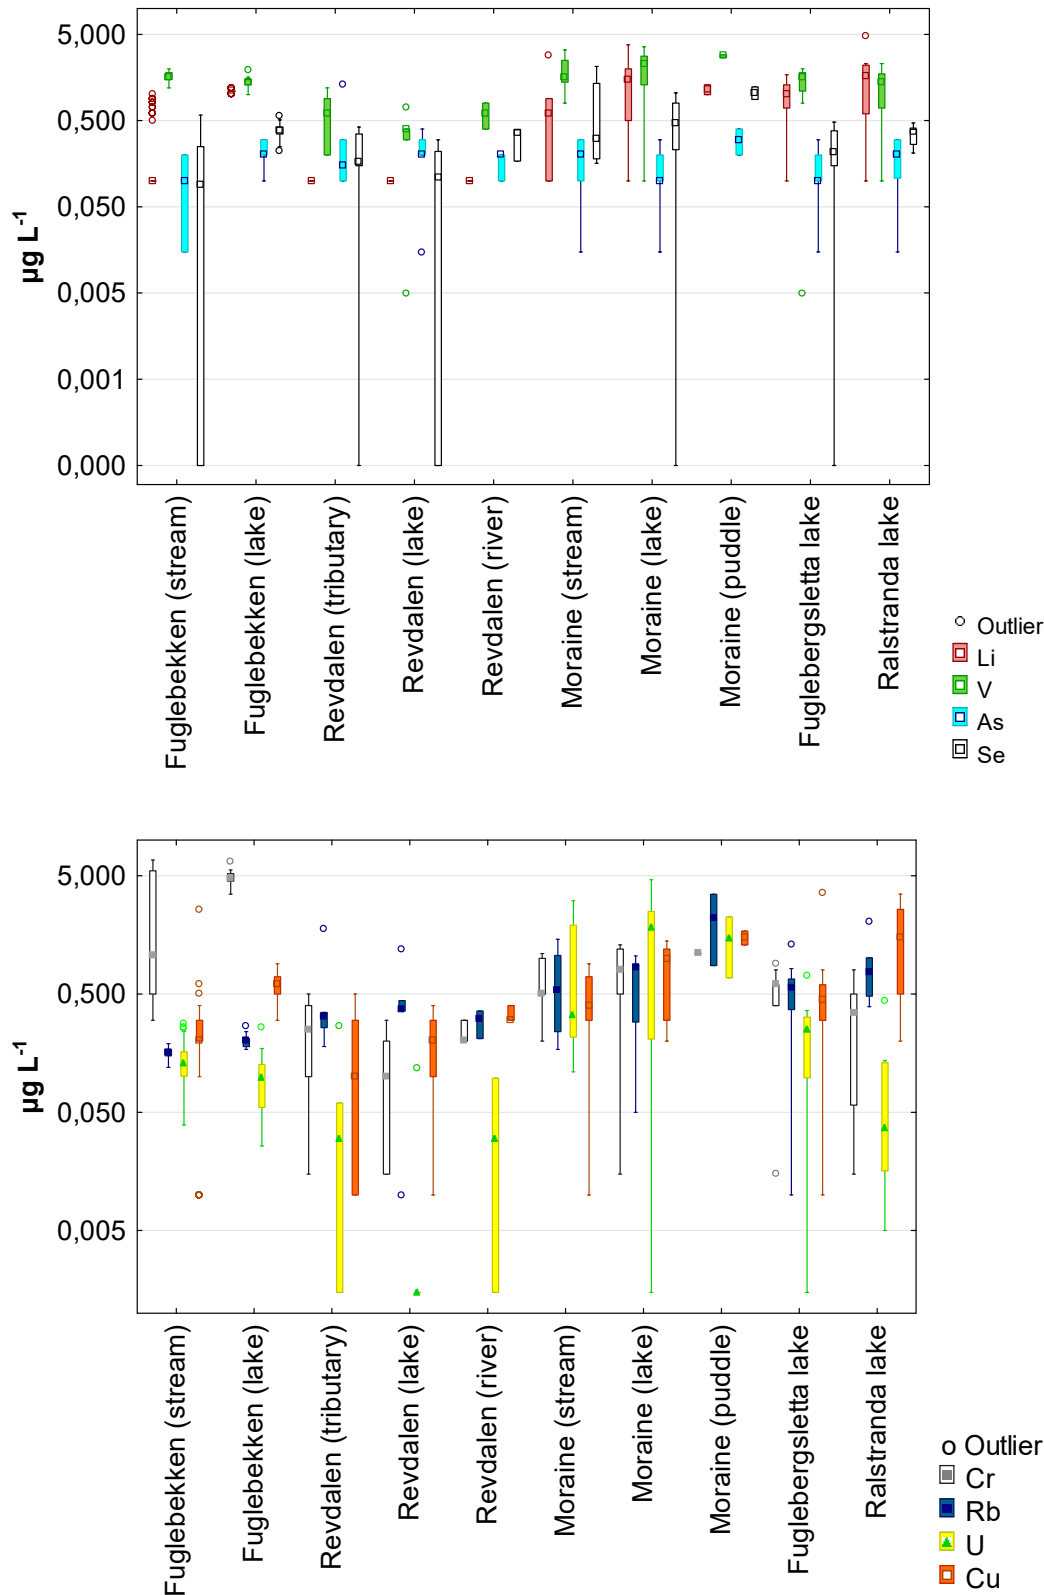 5,000
0,500
0,050
0,005
0,001
0,000
µg L-1
Fuglebekken (stream)
Fuglebekken (lake)
Revdalen (tributary)
Revdalen (lake)
Revdalen (river)
Moraine (stream)
Moraine (lake)
Moraine (puddle)
Fuglebergsletta lake
Ralstranda lake
Outlier
Li
V
As
Se
5,000
0,500
0,050
0,005
µg L-1
Fuglebekken (stream)
Fuglebekken (lake)
Revdalen (tributary)
Revdalen (lake)
Revdalen (river)
Moraine (stream)
Moraine (lake)
Moraine (puddle)
Fuglebergsletta lake
Ralstranda lake
Outlier
Cr
Rb
U
Cu